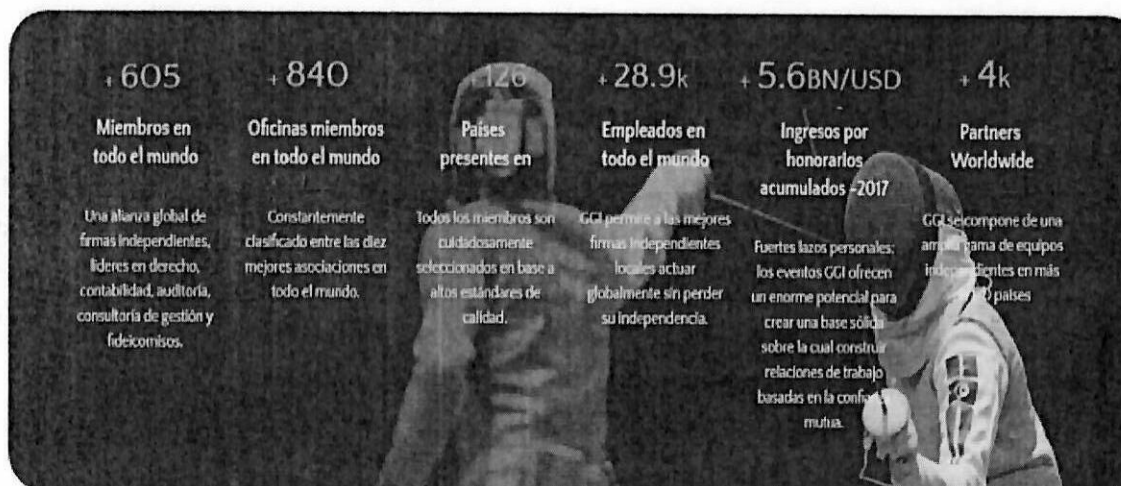 + 605
Miembros en
todo el mundo
Una alianza global de
firmas independientes,
líderes en derecho,
contabilidad, auditoría,
consultoría de gestión y
fideicomisos.
+ 840
Oficinas miembros
en todo el mundo
Constantemente
clasificado entre las diez
mejores asociaciones en
todo el mundo.
+ 126
Países
presentes en
Todos los miembros son
cuidadosamente
seleccionados en base a
altos estándares de
calidad.
+ 28.9k
Empleados en
todo el mundo
GGI permite a las mejores
firmas independientes
locales actuar
globalmente sin perder
su independencia.
+ 5.6BN/USD
Ingresos por
honorarios
acumulados -2017
Fuertes lazos personales:
los eventos GGI ofrecen
un enorme potencial para
crear una base sólida
sobre la cual construir
relaciones de trabajo
basadas en la
mutua.
+ 4k
Partners
Worldwide
GGI se compone de una
amplia gama de equipos
independientes en más
países